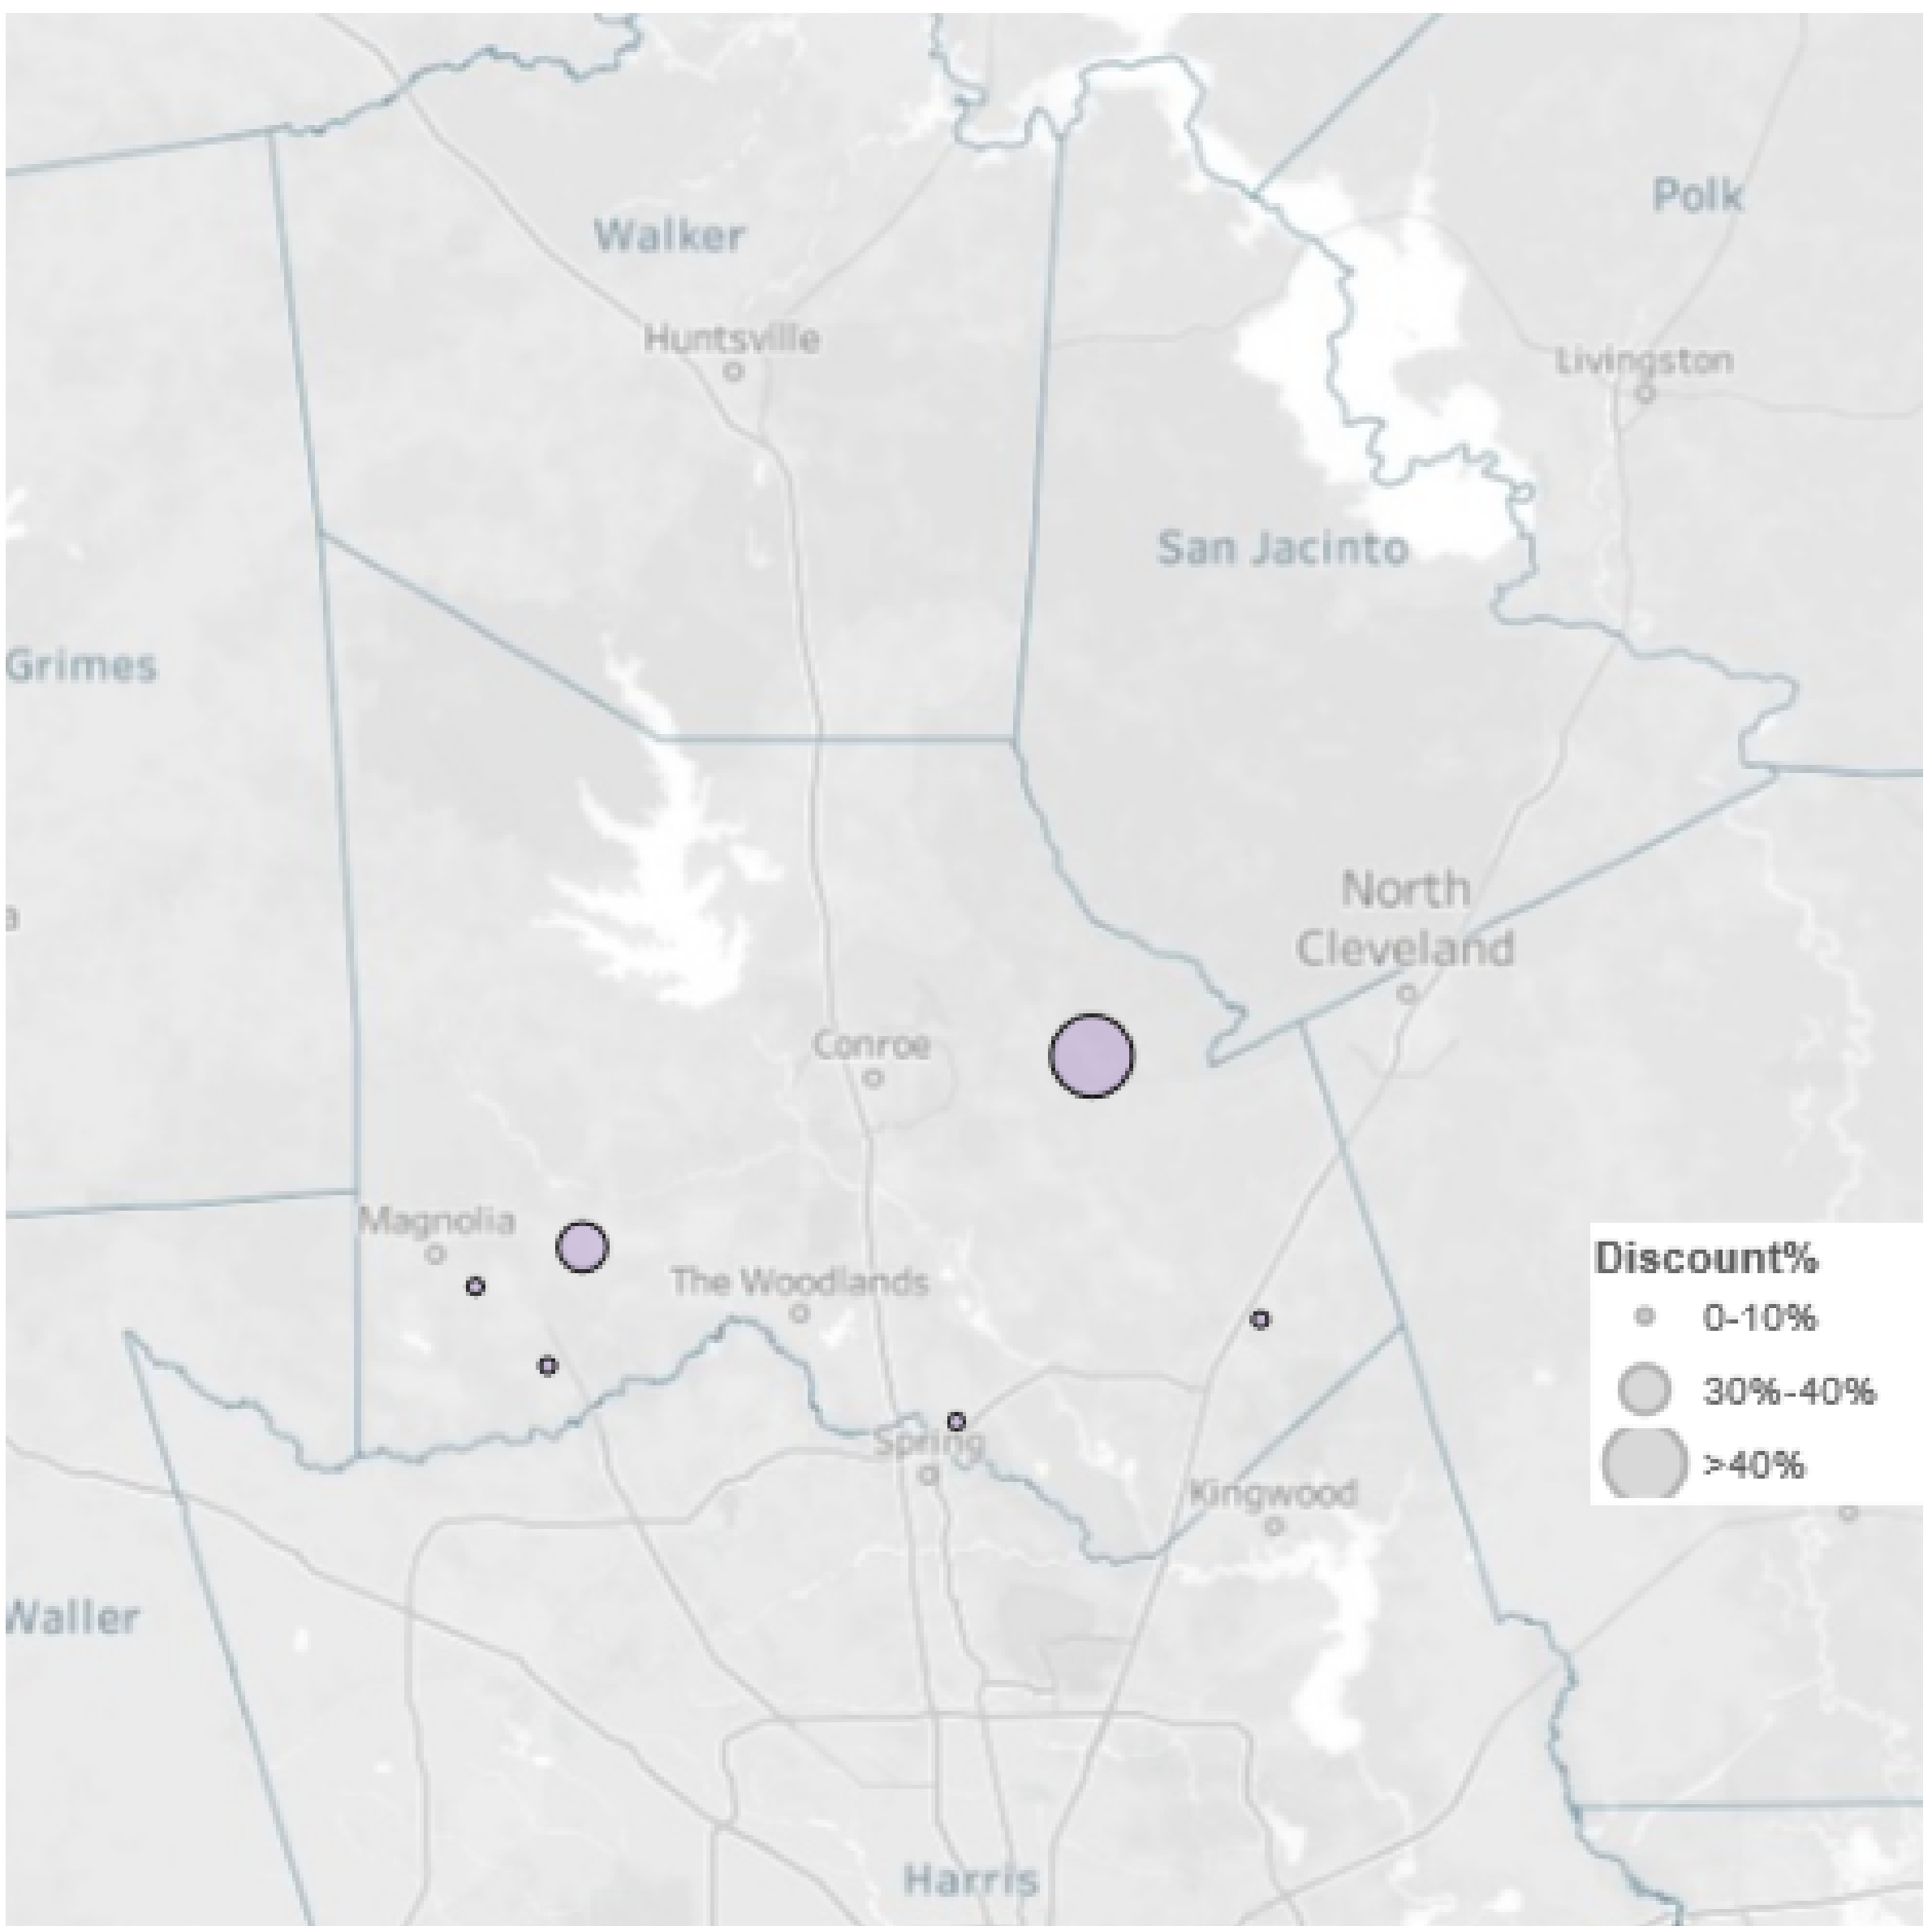 Polk
Walker
Huntsville
Livingston
San Jacinto
Grimes
North
Cleveland
a
Conroe
Magnolia
The Woodlands
Discount%
0-10%
30%-40%
>40%
Spring
Kingwood
Waller
Harris